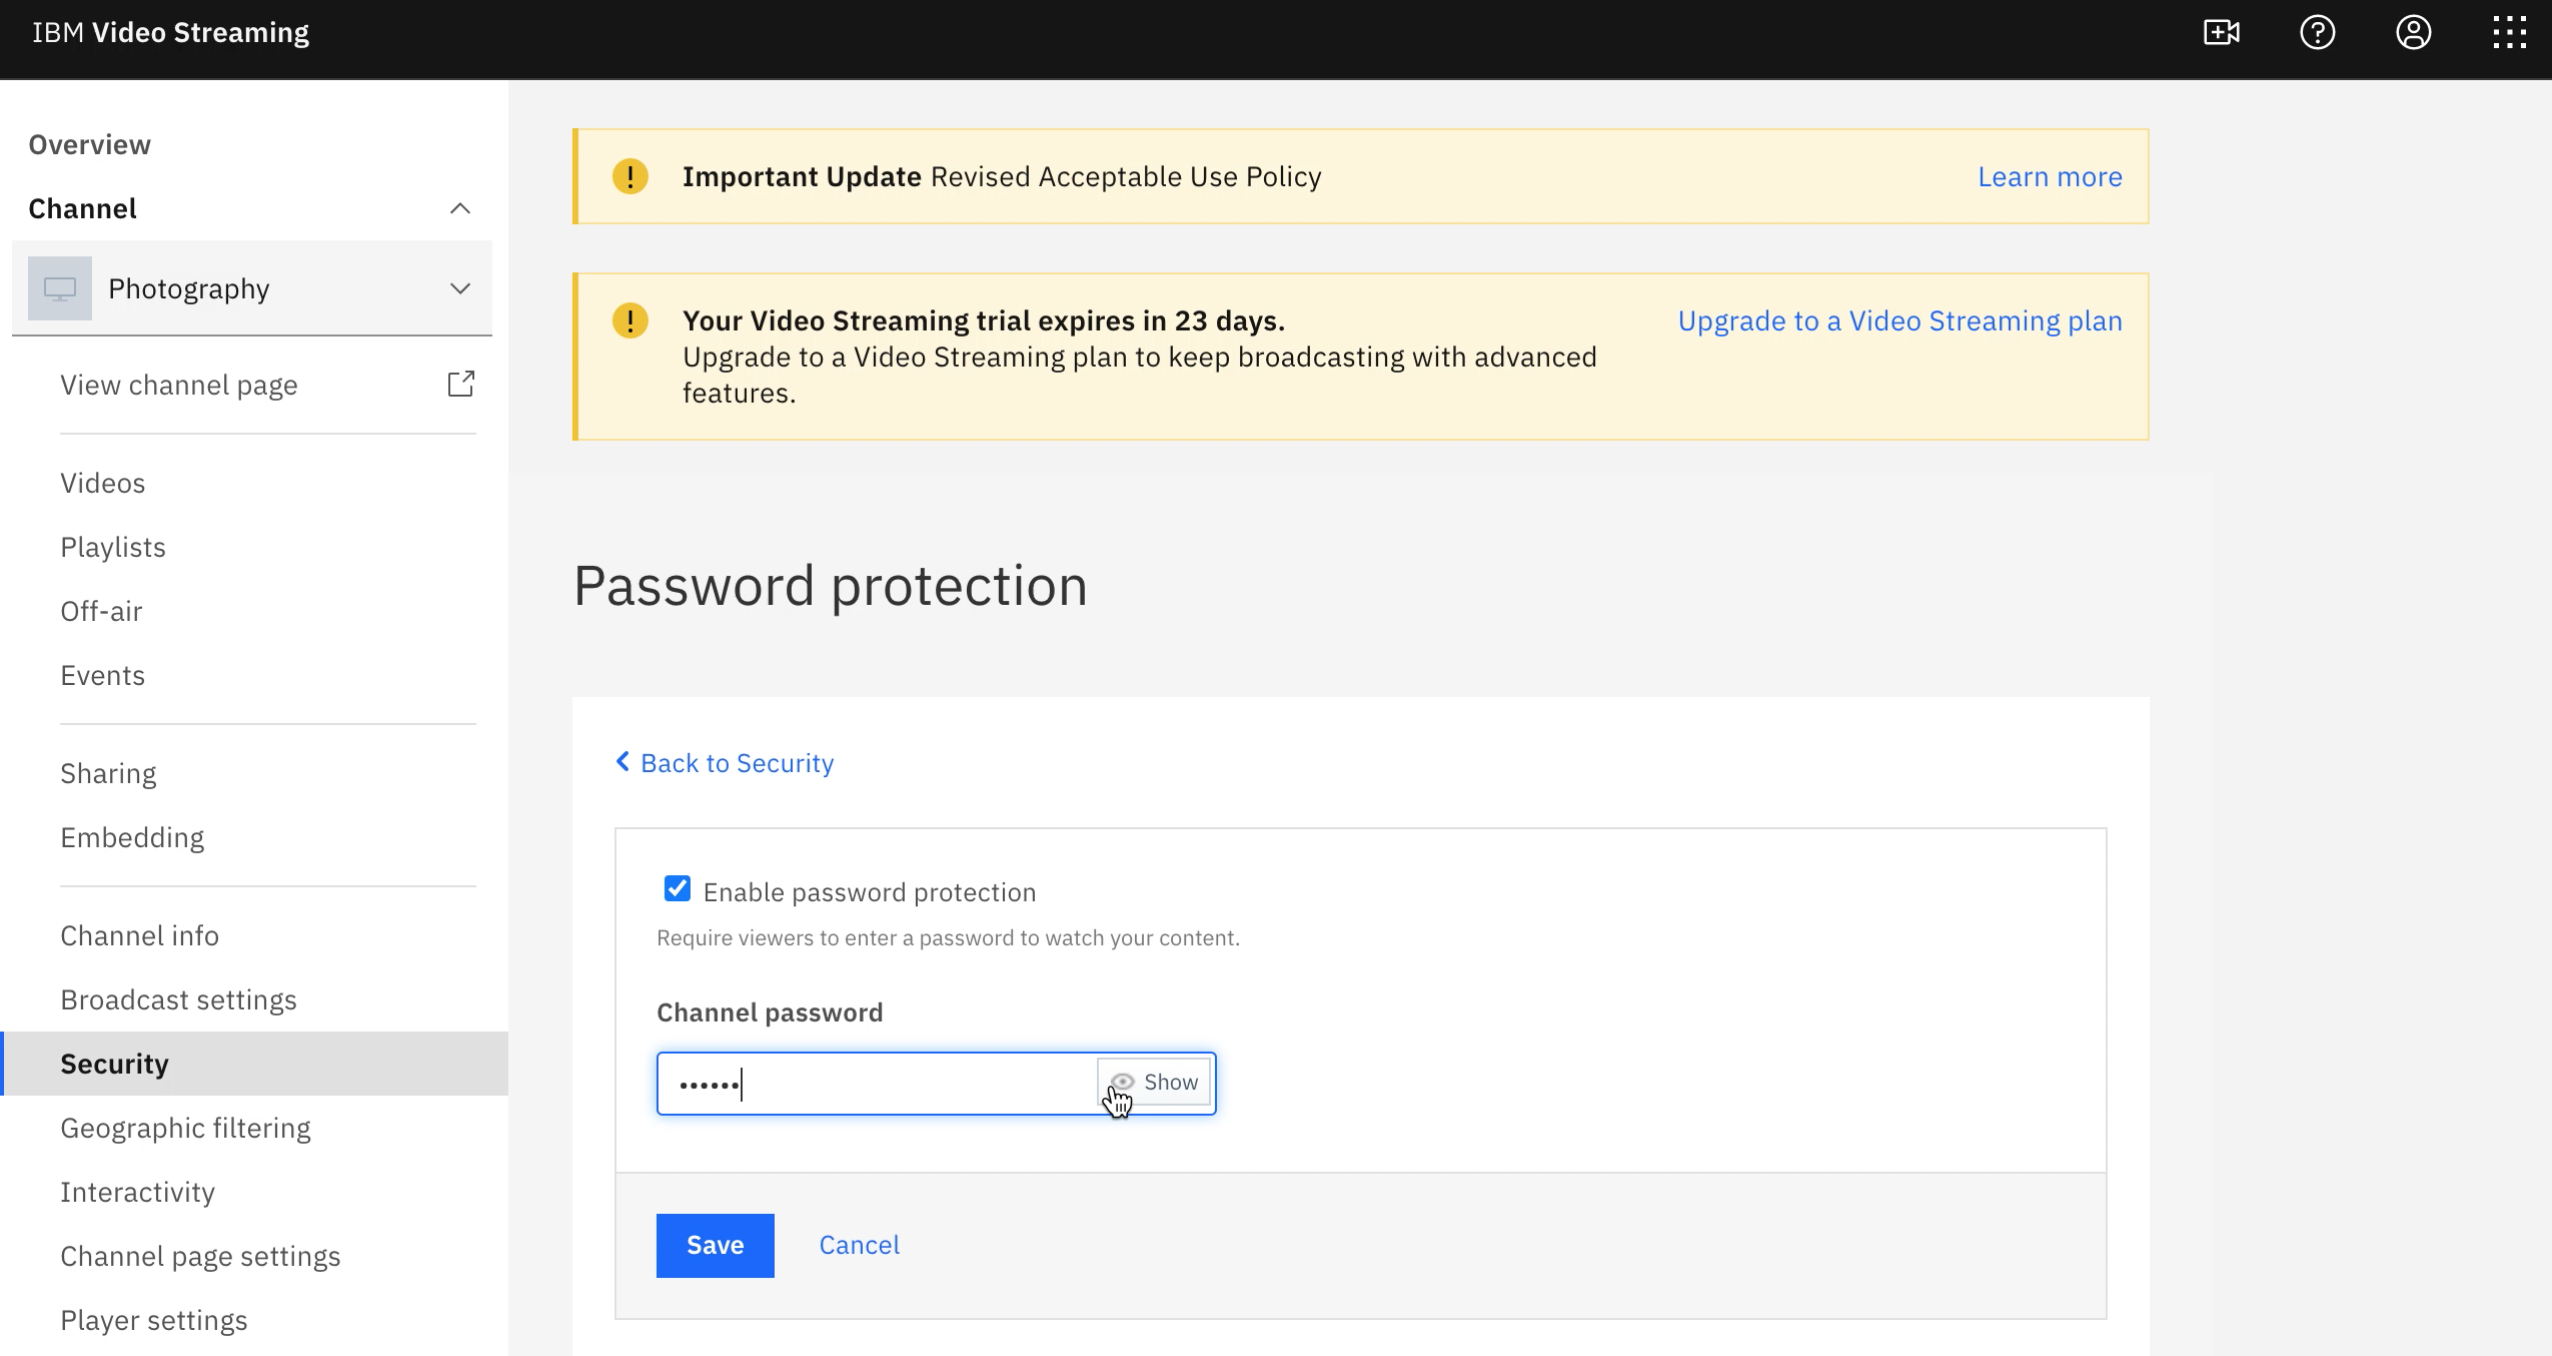 IBM Video Streaming
Overview
Channel
Photography
View channel page
Videos
Playlists
Off-air
Events
Sharing
Embedding
Channel info
Broadcast settings
Security
Geographic filtering
Interactivity
Channel page settings
Player settings
Important Update Revised Acceptable Use Policy
Learn more
Your Video Streaming trial expires in 23 days.
Upgrade to a Video Streaming plan to keep broadcasting with advanced
features.
Upgrade to a Video Streaming plan
Password protection
Back to Security
Enable password protection
Require viewers to enter a password to watch your content.
Channel password
••••••
Show
Save
Cancel